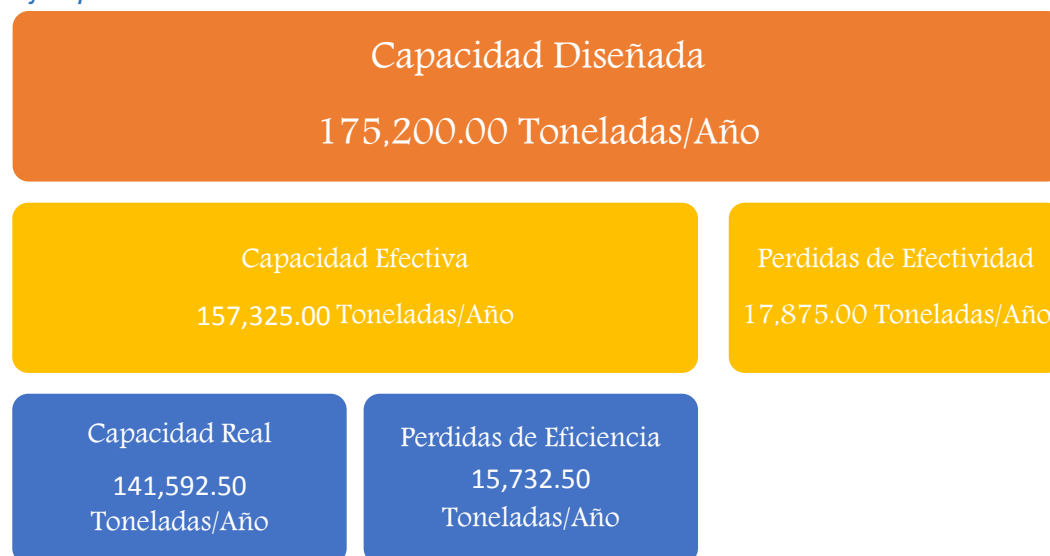 Capacidad Diseñada
175,200.00 Toneladas/Año
Capacidad Efectiva
157,325.00 Toneladas/Año
Perdidas de Efectividad
17,875.00 Toneladas/Año
Capacidad Real
141,592.50
Toneladas/Año
Perdidas de Eficiencia
15,732.50
Toneladas/Año